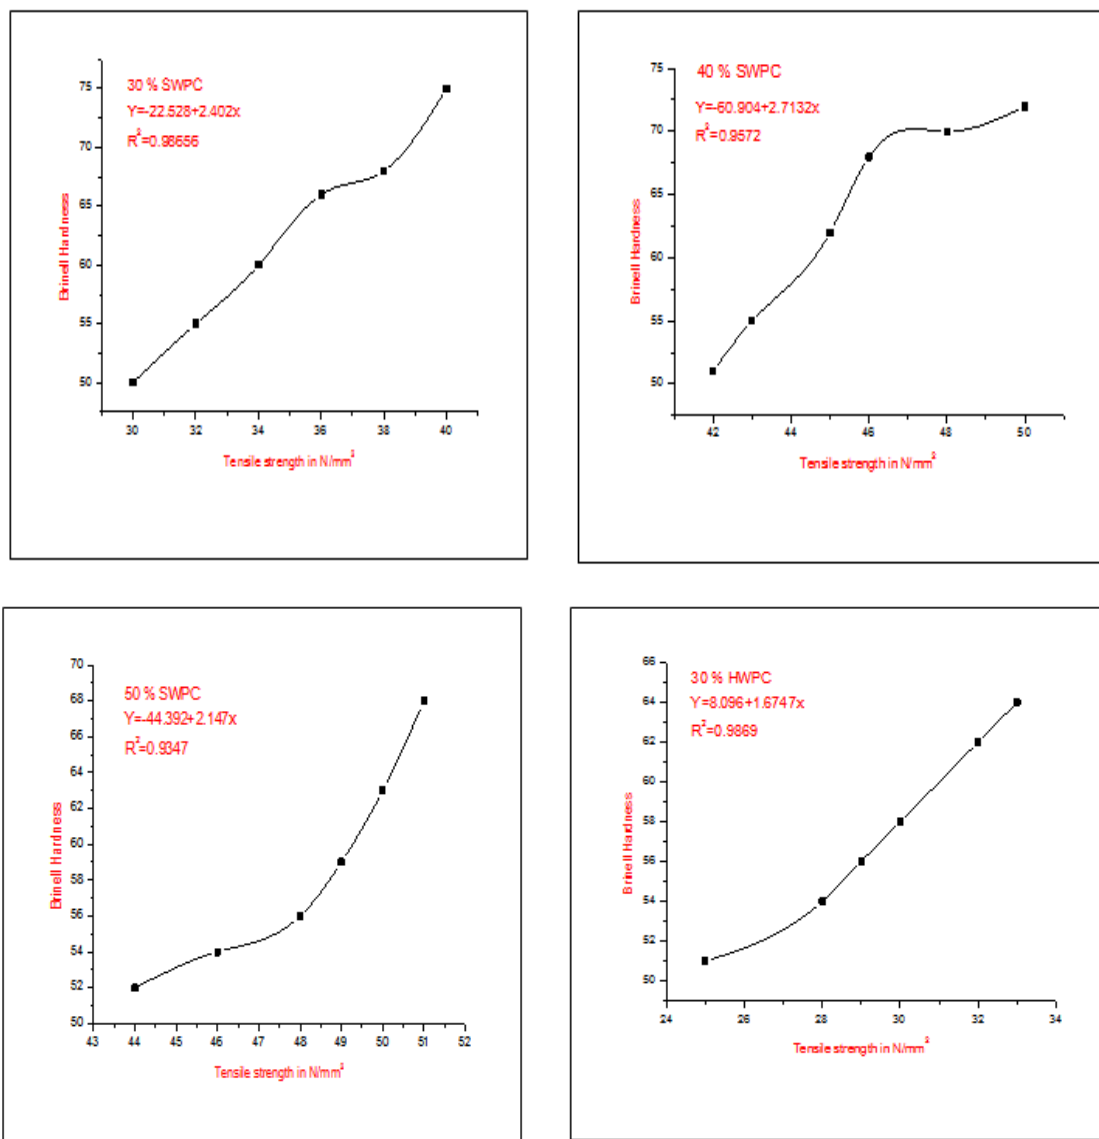 30 % SWPC
Y=-22.528+2.402x
R²=0.98656
75
70
65
60
55
50
Brinell Hardness
30 32 34 36 38 40
Tensile strength in N/mm²
40 % SWPC
Y=-60.904+2.7132x
R²=0.9572
75
70
65
60
55
50
Brinell Hardness
42 44 46 48 50
Tensile strength in N/mm²
50 % SWPC
Y=-44.392+2.147x
R²=0.9347
70
68
66
64
62
60
58
56
54
52
50
Brinell Hardness
43 44 45 46 47 48 49 50 51 52
Tensile strength in N/mm²
30 % HWPC
Y=8.096+1.6747x
R²=0.9869
66
64
62
60
58
56
54
52
50
Brinell Hardness
24 26 28 30 32 34
Tensile strength in N/mm²